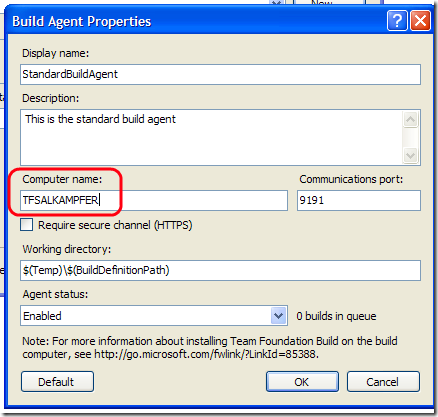 New
Build Agent Properties
Display name:
StandardBuildAgent
Description:
This is the standard build agent
Computer name:
Communications port:
TFSALKAMPFER
9191
Require secure channel (HTTPS)
Working directory:
$(Temp)\$(BuildDefinitionPath)
Agent status:
Enabled
0 builds in queue
Note: For more information about installing Team Foundation Build on the build
computer, see http://go.microsoft.com/fwlink/?LinkId=85388.
Default
OK
Cancel